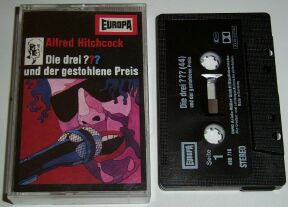 EUROPA
Alfred Hitchcock
Die drei ???
und der gestohlene Preis
Die drei ??? (44)
und der gestohlene Preis
EUROPA
Seite
1
STEREO